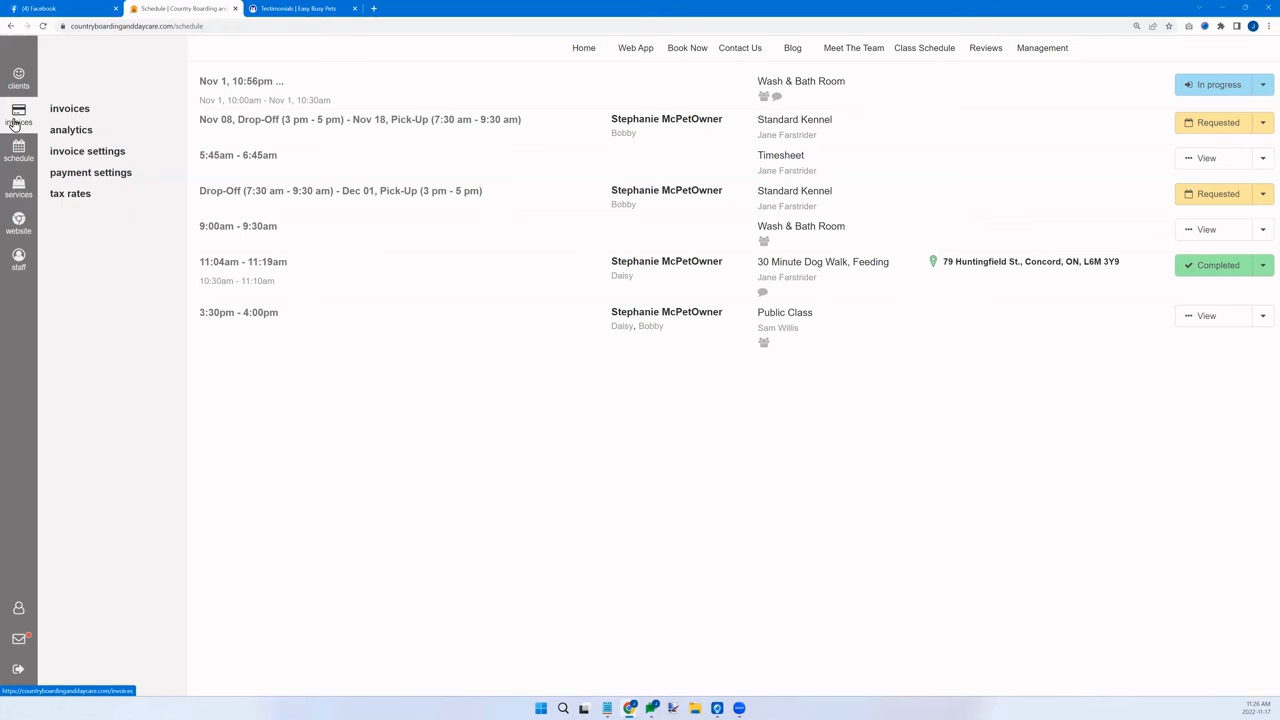 (4) Facebook
Schedule | Country Boarding and
Testimonials | Easy Busy Pets
countryboardinganddaycare.com/schedule
Home Web App Book Now Contact Us Blog Meet The Team Class Schedule Reviews Management
clients
invoices
schedule
services
website
staff
invoices
analytics
invoice settings
payment settings
tax rates
Nov 1, 10:56pm ... Wash & Bath Room In progress
Nov 1, 10:00am - Nov 1, 10:30am
Nov 08, Drop-Off (3 pm - 5 pm) - Nov 18, Pick-Up (7:30 am - 9:30 am) Stephanie McPetOwner Standard Kennel Requested
Bobby Jane Farstrider
5:45am - 6:45am Timesheet View
Jane Farstrider
Drop-Off (7:30 am - 9:30 am) - Dec 01, Pick-Up (3 pm - 5 pm) Stephanie McPetOwner Standard Kennel Requested
Bobby Jane Farstrider
9:00am - 9:30am Wash & Bath Room View
11:04am - 11:19am Stephanie McPetOwner 30 Minute Dog Walk, Feeding 79 Huntingfield St., Concord, ON, L6M 3Y9 Completed
10:30am - 11:10am Daisy Jane Farstrider
3:30pm - 4:00pm Stephanie McPetOwner Public Class View
Daisy, Bobby Sam Willis
https://countryboardinganddaycare.com/invoices
11:26 AM
2022-11-17